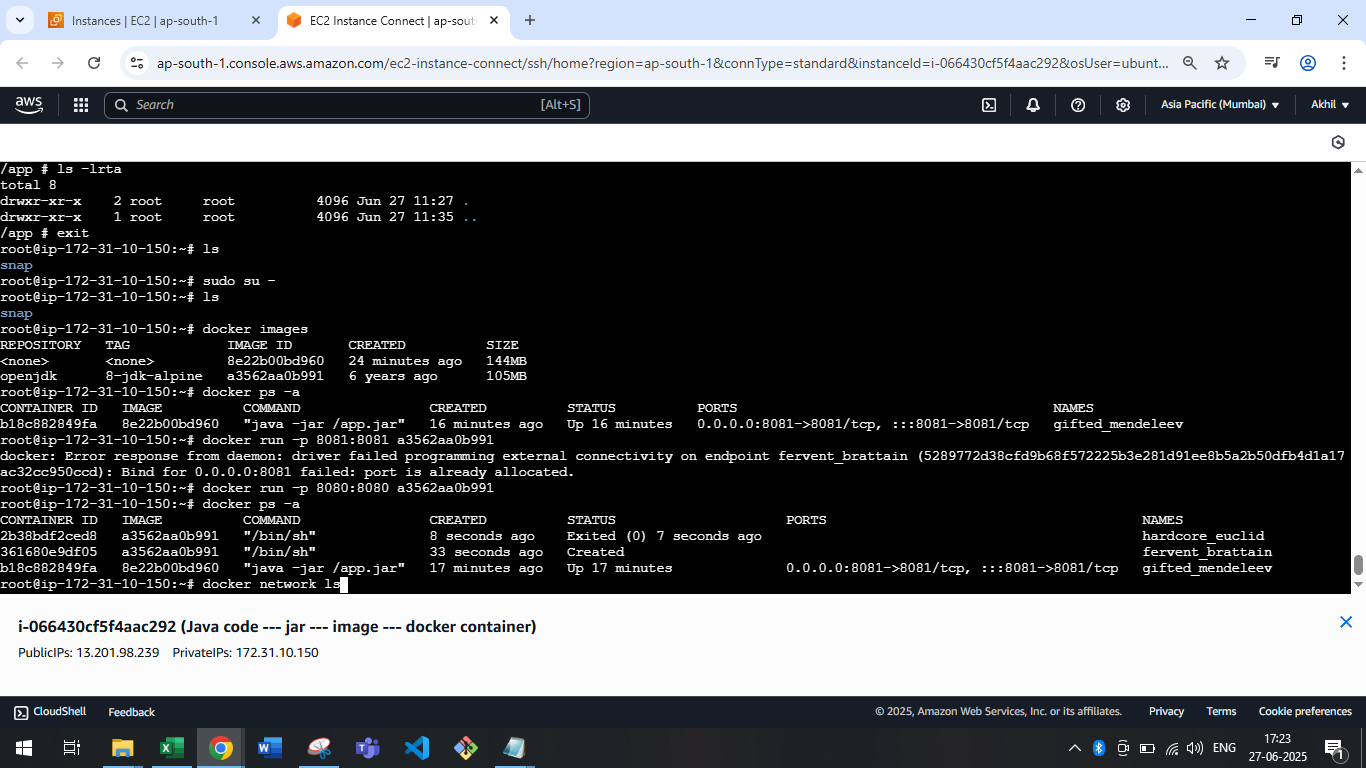 Instances | EC2 | ap-south-1
EC2 Instance Connect | ap-sou
ap-south-1.console.aws.amazon.com/ec2-instance-connect/ssh/home?region=ap-south-1&connType=standard&instanceId=i-066430cf5f4aac292&osUser=ubunt...
aws Search [Alt+S] Asia Pacific (Mumbai) Akhil
/app # ls -lrta
total 8
drwxr-xr-x    2 root     root          4096 Jun 27 11:27 .
drwxr-xr-x    1 root     root          4096 Jun 27 11:35 ..
/app # exit
root@ip-172-31-10-150:~# ls
snap
root@ip-172-31-10-150:~# sudo su -
root@ip-172-31-10-150:~# ls
snap
root@ip-172-31-10-150:~# docker images
REPOSITORY   TAG            IMAGE ID       CREATED          SIZE
<none>       <none>         8e22b00bd960   24 minutes ago   144MB
openjdk      8-jdk-alpine   a3562aa0b991   6 years ago      105MB
root@ip-172-31-10-150:~# docker ps -a
CONTAINER ID   IMAGE          COMMAND                CREATED          STATUS          PORTS                                       NAMES
b18c882849fa   8e22b00bd960   "java -jar /app.jar"   16 minutes ago   Up 16 minutes   0.0.0.0:8081->8081/tcp, :::8081->8081/tcp   gifted_mendeleev
root@ip-172-31-10-150:~# docker run -p 8081:8081 a3562aa0b991
docker: Error response from daemon: driver failed programming external connectivity on endpoint fervent_brattain (5289772d38cfd9b68f572225b3e281d91ee8b5a2b50dfb4d1a17
ac32cc950ccd): Bind for 0.0.0.0:8081 failed: port is already allocated.
root@ip-172-31-10-150:~# docker run -p 8080:8080 a3562aa0b991
root@ip-172-31-10-150:~# docker ps -a
CONTAINER ID   IMAGE          COMMAND                CREATED          STATUS                     PORTS                                       NAMES
2b38bdf2ced8   a3562aa0b991   "/bin/sh"              8 seconds ago    Exited (0) 7 seconds ago                                               hardcore_euclid
361680e9df05   a3562aa0b991   "/bin/sh"              33 seconds ago   Created                                                                fervent_brattain
b18c882849fa   8e22b00bd960   "java -jar /app.jar"   17 minutes ago   Up 17 minutes              0.0.0.0:8081->8081/tcp, :::8081->8081/tcp   gifted_mendeleev
root@ip-172-31-10-150:~# docker network ls
i-066430cf5f4aac292 (Java code --- jar --- image --- docker container)
PublicIPs: 13.201.98.239 PrivateIPs: 172.31.10.150
CloudShell Feedback © 2025, Amazon Web Services, Inc. or its affiliates. Privacy Terms Cookie preferences
ENG 17:23
27-06-2025
1